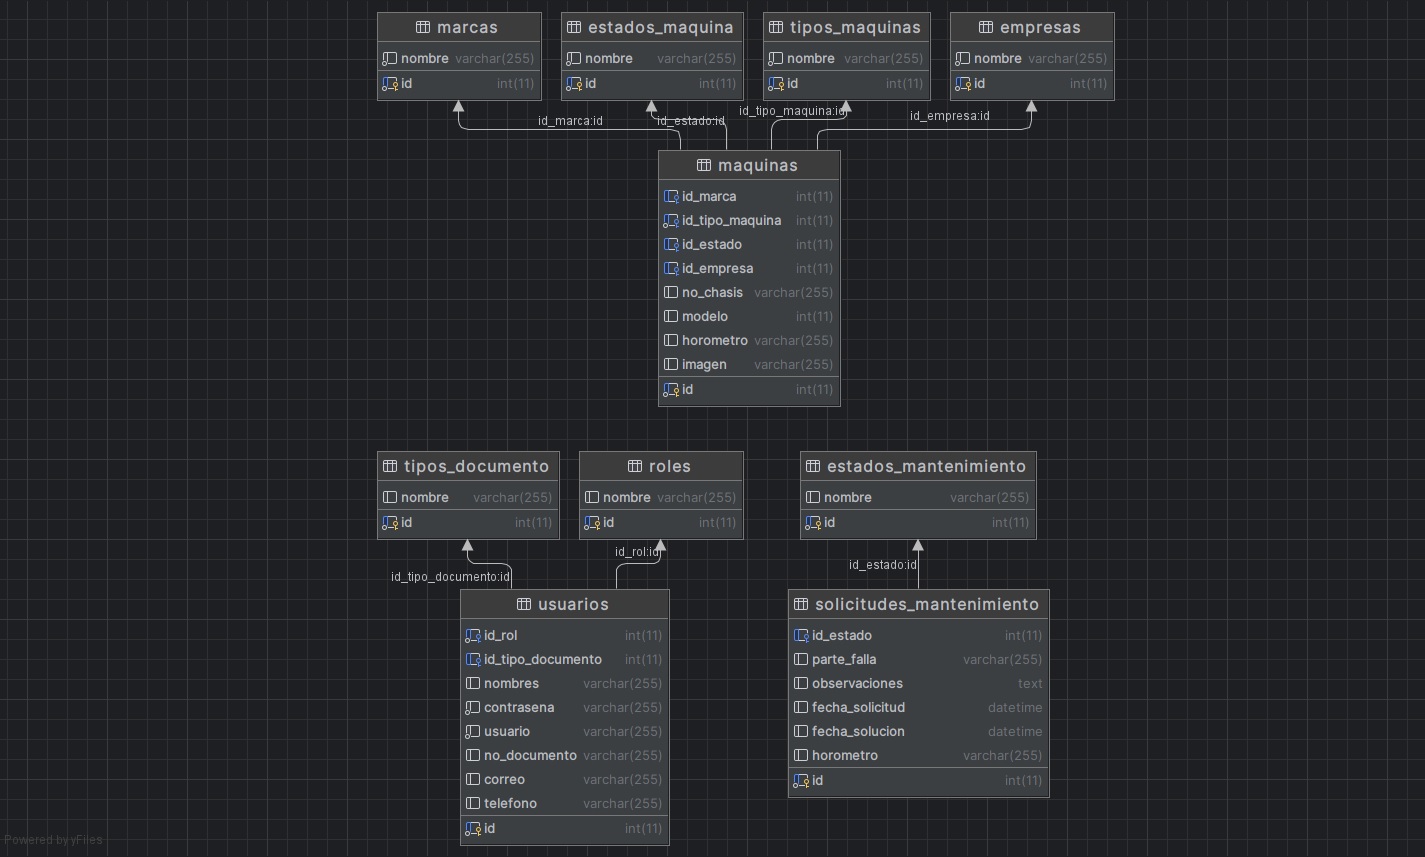 marcas
nombre varchar(255)
id int(11)
estados_maquina
nombre varchar(255)
id int(11)
tipos_maquinas
nombre varchar(255)
id int(11)
empresas
nombre varchar(255)
id int(11)
id_marca:id
id_estado:id
id_tipo_maquina:id
id_empresa:id
maquinas
id_marca int(11)
id_tipo_maquina int(11)
id_estado int(11)
id_empresa int(11)
no_chasis varchar(255)
modelo int(11)
horometro varchar(255)
imagen varchar(255)
id int(11)
tipos_documento
nombre varchar(255)
id int(11)
roles
nombre varchar(255)
id int(11)
estados_mantenimiento
nombre varchar(255)
id int(11)
id_tipo_documento:id
id_rol:id
id_estado:id
usuarios
id_rol int(11)
id_tipo_documento int(11)
nombres varchar(255)
contrasena varchar(255)
usuario varchar(255)
no_documento varchar(255)
correo varchar(255)
telefono varchar(255)
id int(11)
solicitudes_mantenimiento
id_estado int(11)
parte_falla varchar(255)
observaciones text
fecha_solicitud datetime
fecha_solucion datetime
horometro varchar(255)
id int(11)
Powered by yFiles